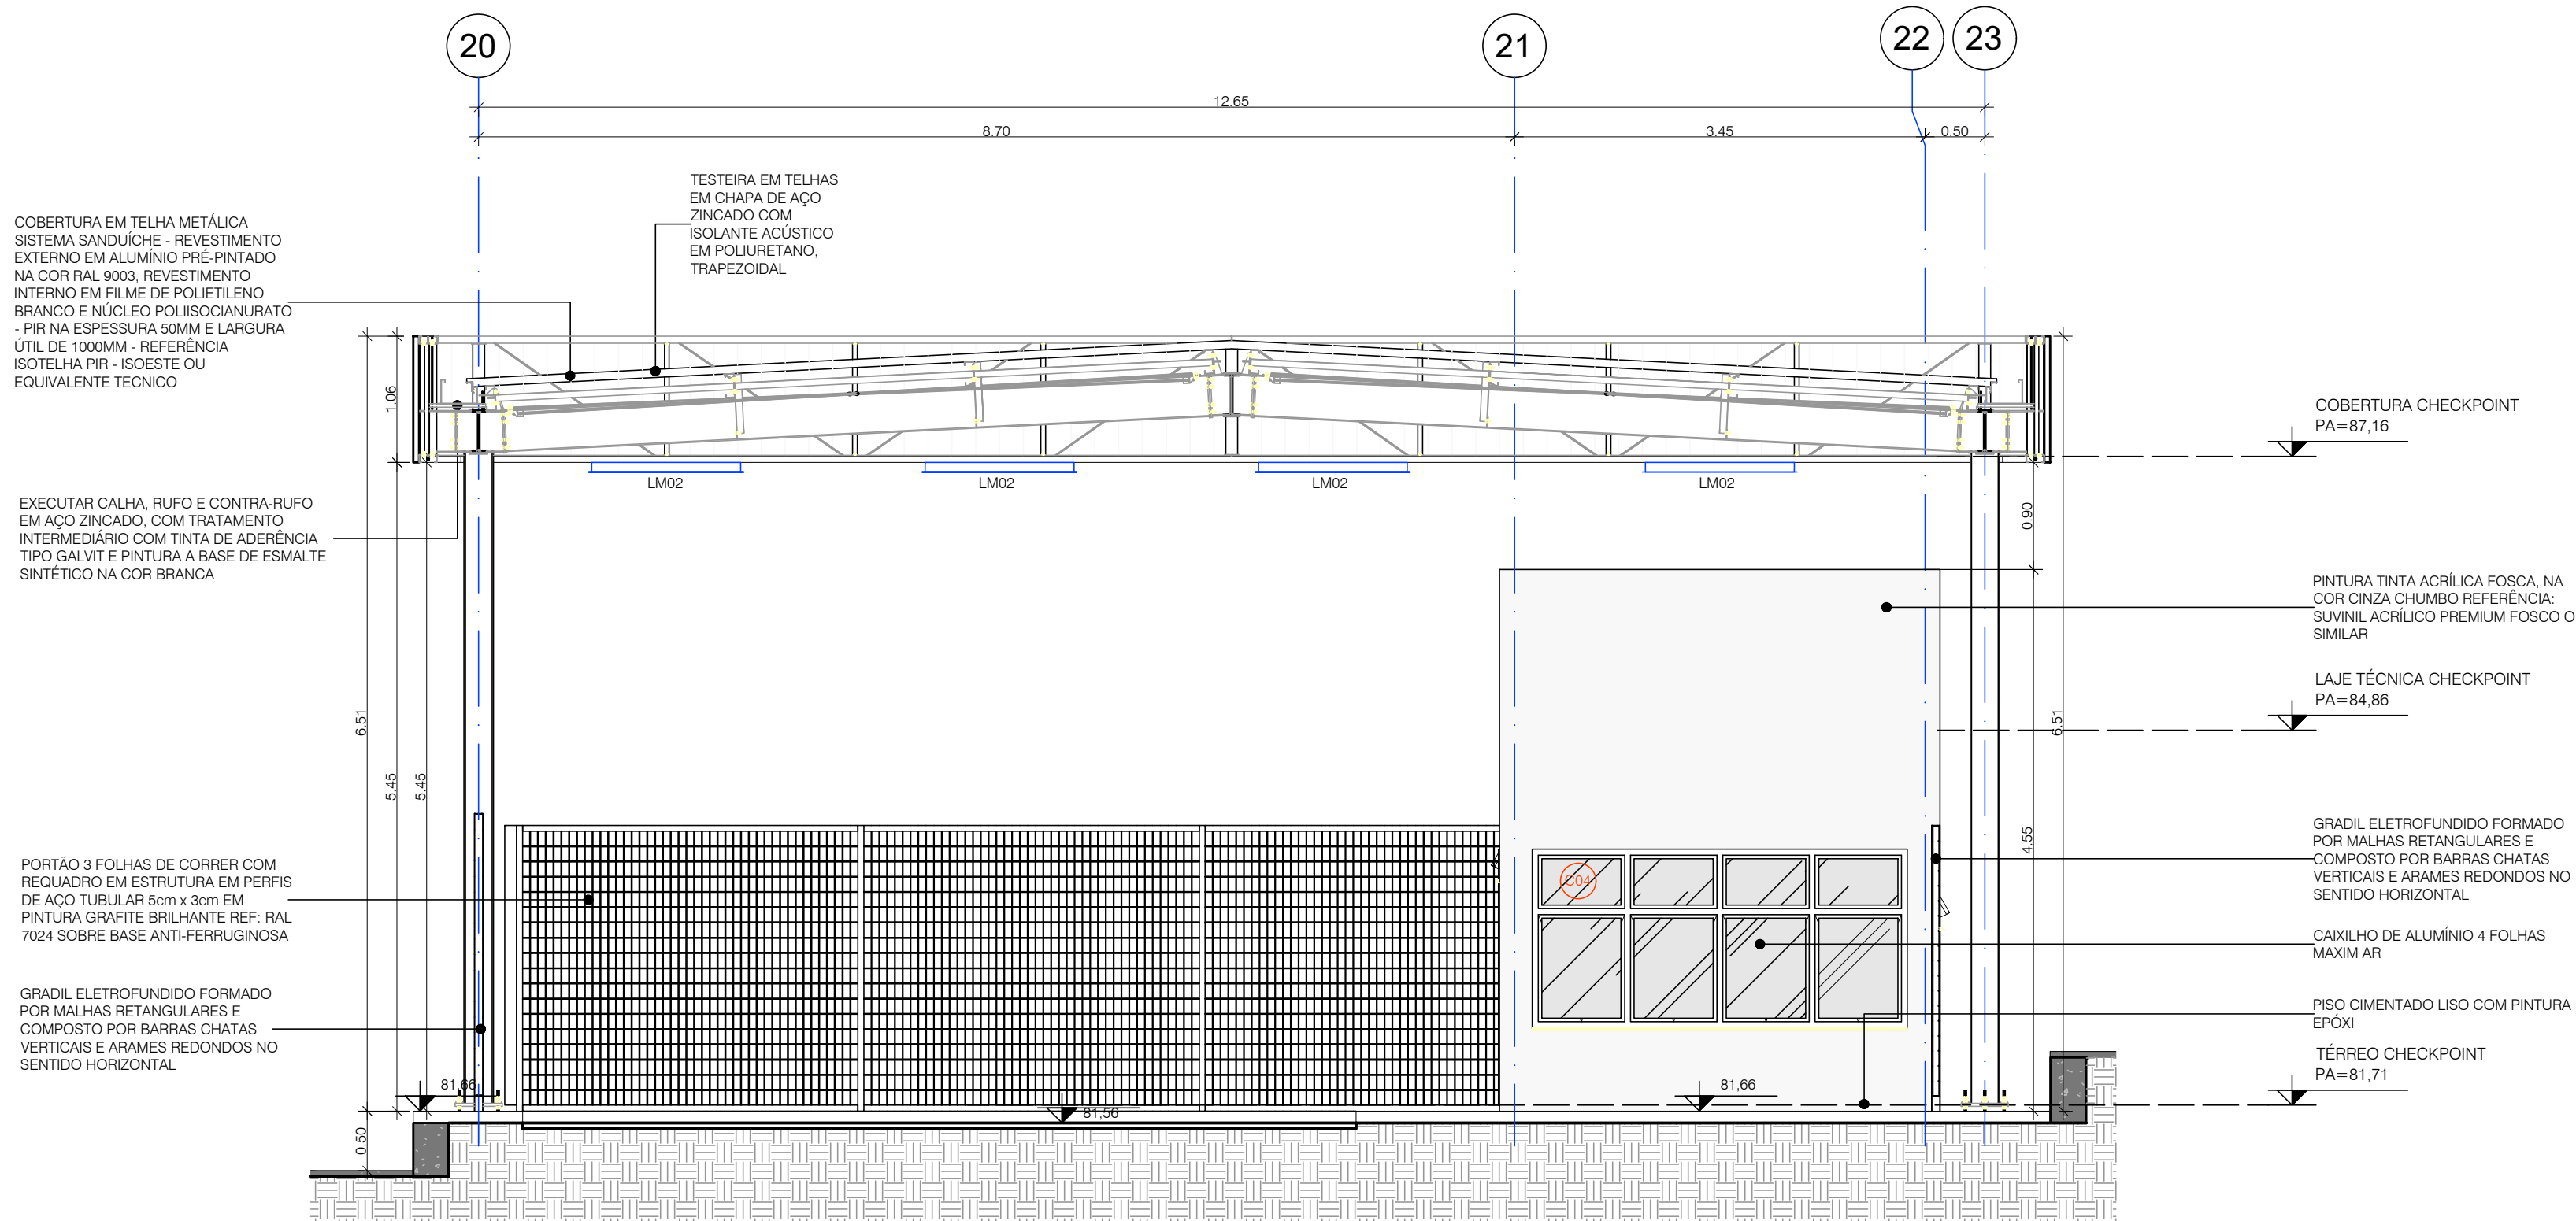 20
21
22
23
12.65
8.70
3.45
0.50
TESTEIRA EM TELHAS
EM CHAPA DE AÇO
ZINCADO COM
ISOLANTE ACÚSTICO
EM POLIURETANO,
TRAPEZOIDAL
COBERTURA EM TELHA METÁLICA
SISTEMA SANDUÍCHE - REVESTIMENTO
EXTERNO EM ALUMÍNIO PRÉ-PINTADO
NA COR RAL 9003, REVESTIMENTO
INTERNO EM FILME DE POLIETILENO
BRANCO E NÚCLEO POLIISOCIANURATO
- PIR NA ESPESSURA 50MM E LARGURA
ÚTIL DE 1000MM - REFERÊNCIA
ISOTELHA PIR - ISOESTE OU
EQUIVALENTE TECNICO
1.06
COBERTURA CHECKPOINT
PA=87,16
LM02
LM02
LM02
LM02
EXECUTAR CALHA, RUFO E CONTRA-RUFO
EM AÇO ZINCADO, COM TRATAMENTO
INTERMEDIÁRIO COM TINTA DE ADERÊNCIA
TIPO GALVIT E PINTURA A BASE DE ESMALTE
SINTÉTICO NA COR BRANCA
0.90
PINTURA TINTA ACRÍLICA FOSCA, NA
COR CINZA CHUMBO REFERÊNCIA:
SUVINIL ACRÍLICO PREMIUM FOSCO O
SIMILAR
LAJE TÉCNICA CHECKPOINT
PA=84,86
6.51
6.51
5.45
5.45
4.55
PORTÃO 3 FOLHAS DE CORRER COM
REQUADRO EM ESTRUTURA EM PERFIS
DE AÇO TUBULAR 5cm x 3cm EM
PINTURA GRAFITE BRILHANTE REF: RAL
7024 SOBRE BASE ANTI-FERRUGINOSA
C04
GRADIL ELETROFUNDIDO FORMADO
POR MALHAS RETANGULARES E
COMPOSTO POR BARRAS CHATAS
VERTICAIS E ARAMES REDONDOS NO
SENTIDO HORIZONTAL
CAIXILHO DE ALUMÍNIO 4 FOLHAS
MAXIM AR
GRADIL ELETROFUNDIDO FORMADO
POR MALHAS RETANGULARES E
COMPOSTO POR BARRAS CHATAS
VERTICAIS E ARAMES REDONDOS NO
SENTIDO HORIZONTAL
PISO CIMENTADO LISO COM PINTURA
EPÓXI
TÉRREO CHECKPOINT
PA=81,71
81,66
81,66
81,56
0.50